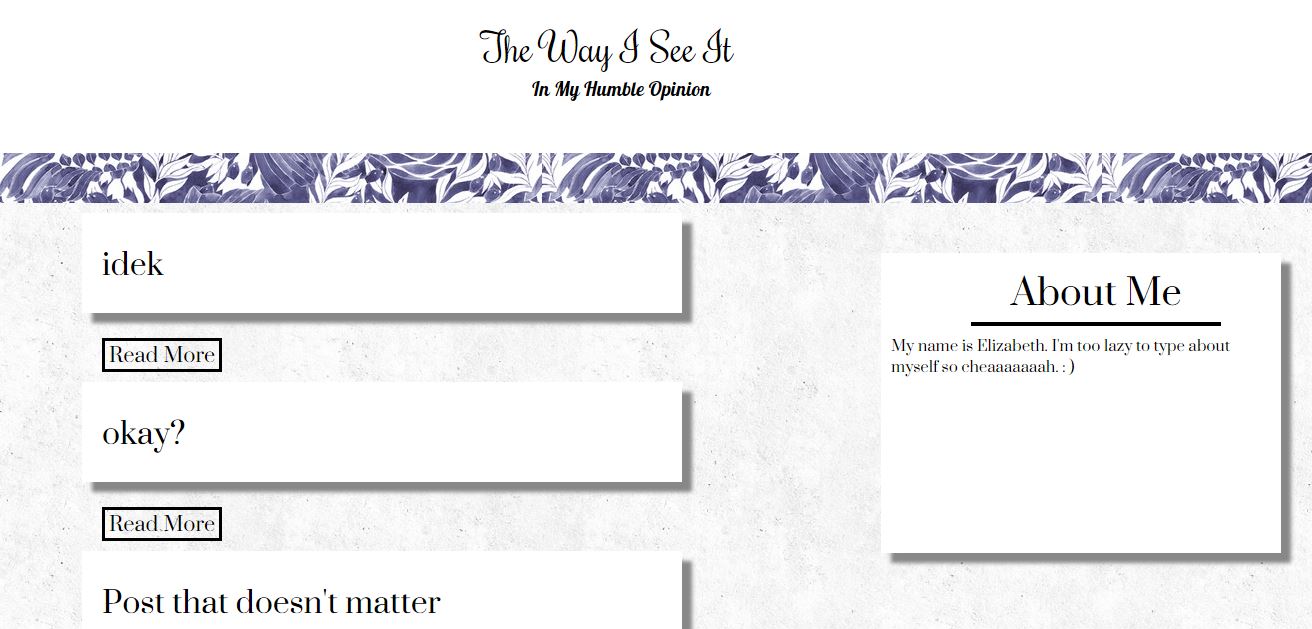 The Way I See It
In My Humble Opinion
idek
Read More
okay?
Read More
Post that doesn't matter
About Me
My name is Elizabeth. I'm too lazy to type about
myself so cheaaaaaaah. : )